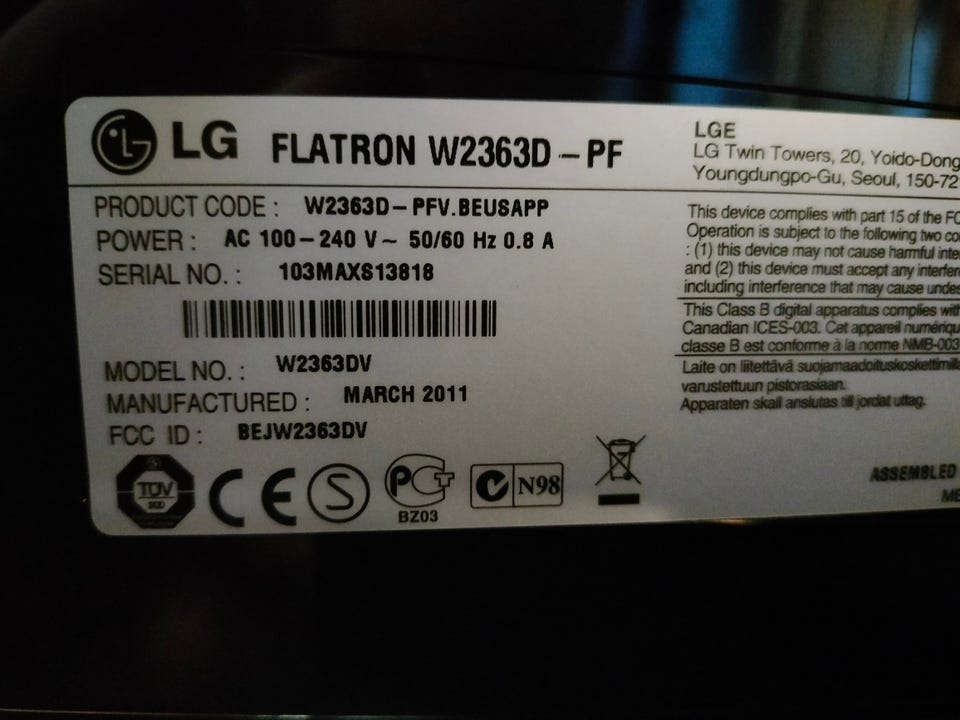 LG FLATRON W2363D-PF
PRODUCT CODE : W2363D-PFV.BEUSAPP
POWER : AC 100-240 V~ 50/60 Hz 0.8 A
SERIAL NO. : 103MAXS13818
MODEL NO. : W2363DV
MANUFACTURED : MARCH 2011
FCC ID : BEJW2363DV
TÜV
CE S PCT C N98
BZ03
LGE
LG Twin Towers, 20, Yoido-Dong
Youngdungpo-Gu, Seoul, 150-72
This device complies with part 15 of the FC
Operation is subject to the following two co
: (1) this device may not cause harmful inte
and (2) this device must accept any interfere
including interference that may cause undes
This Class B digital apparatus complies with
Canadian ICES-003. Cet appareil numériqu
classe B est conforme à la norme NMB-003
Laite on liitettävä suojamaadoituskoskettimilla
varustettuun pistorasiaan.
Apparaten skall anslutas till jordat uttag.
ASSEMBLED
ME